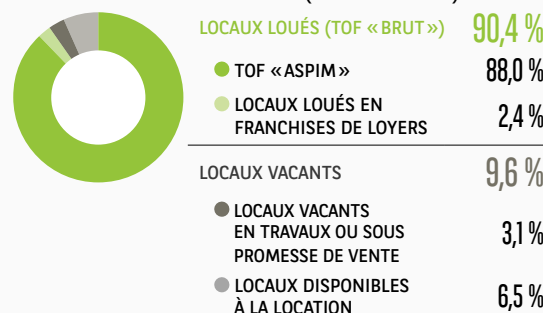 LOCAUX LOUÉS (TOF « BRUT ») 90,4 %
TOF « ASPIM » 88,0 %
LOCAUX LOUÉS EN
FRANCHISES DE LOYERS 2,4 %
LOCAUX VACANTS 9,6 %
LOCAUX VACANTS
EN TRAVAUX OU SOUS
PROMESSE DE VENTE 3,1 %
LOCAUX DISPONIBLES
À LA LOCATION 6,5 %